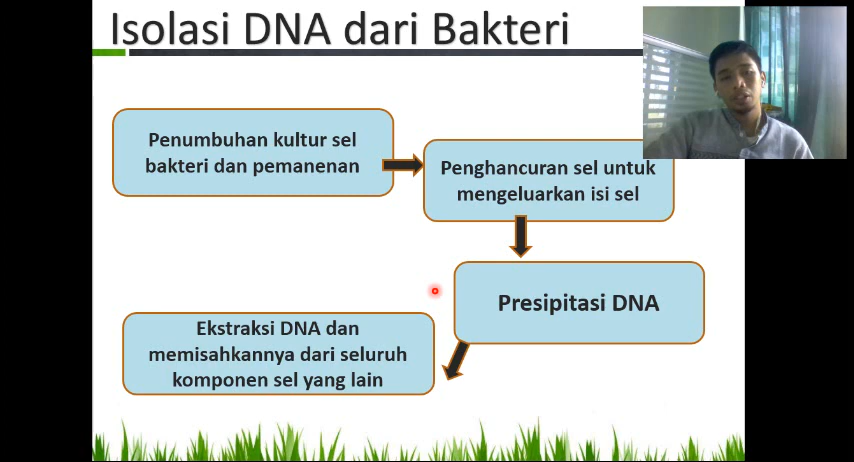 Isolasi DNA dari Bakteri
Penumbuhan kultur sel
bakteri dan pemanenan
Penghancuran sel untuk
mengeluarkan isi sel
Presipitasi DNA
Ekstraksi DNA dan
memisahkannya dari seluruh
komponen sel yang lain